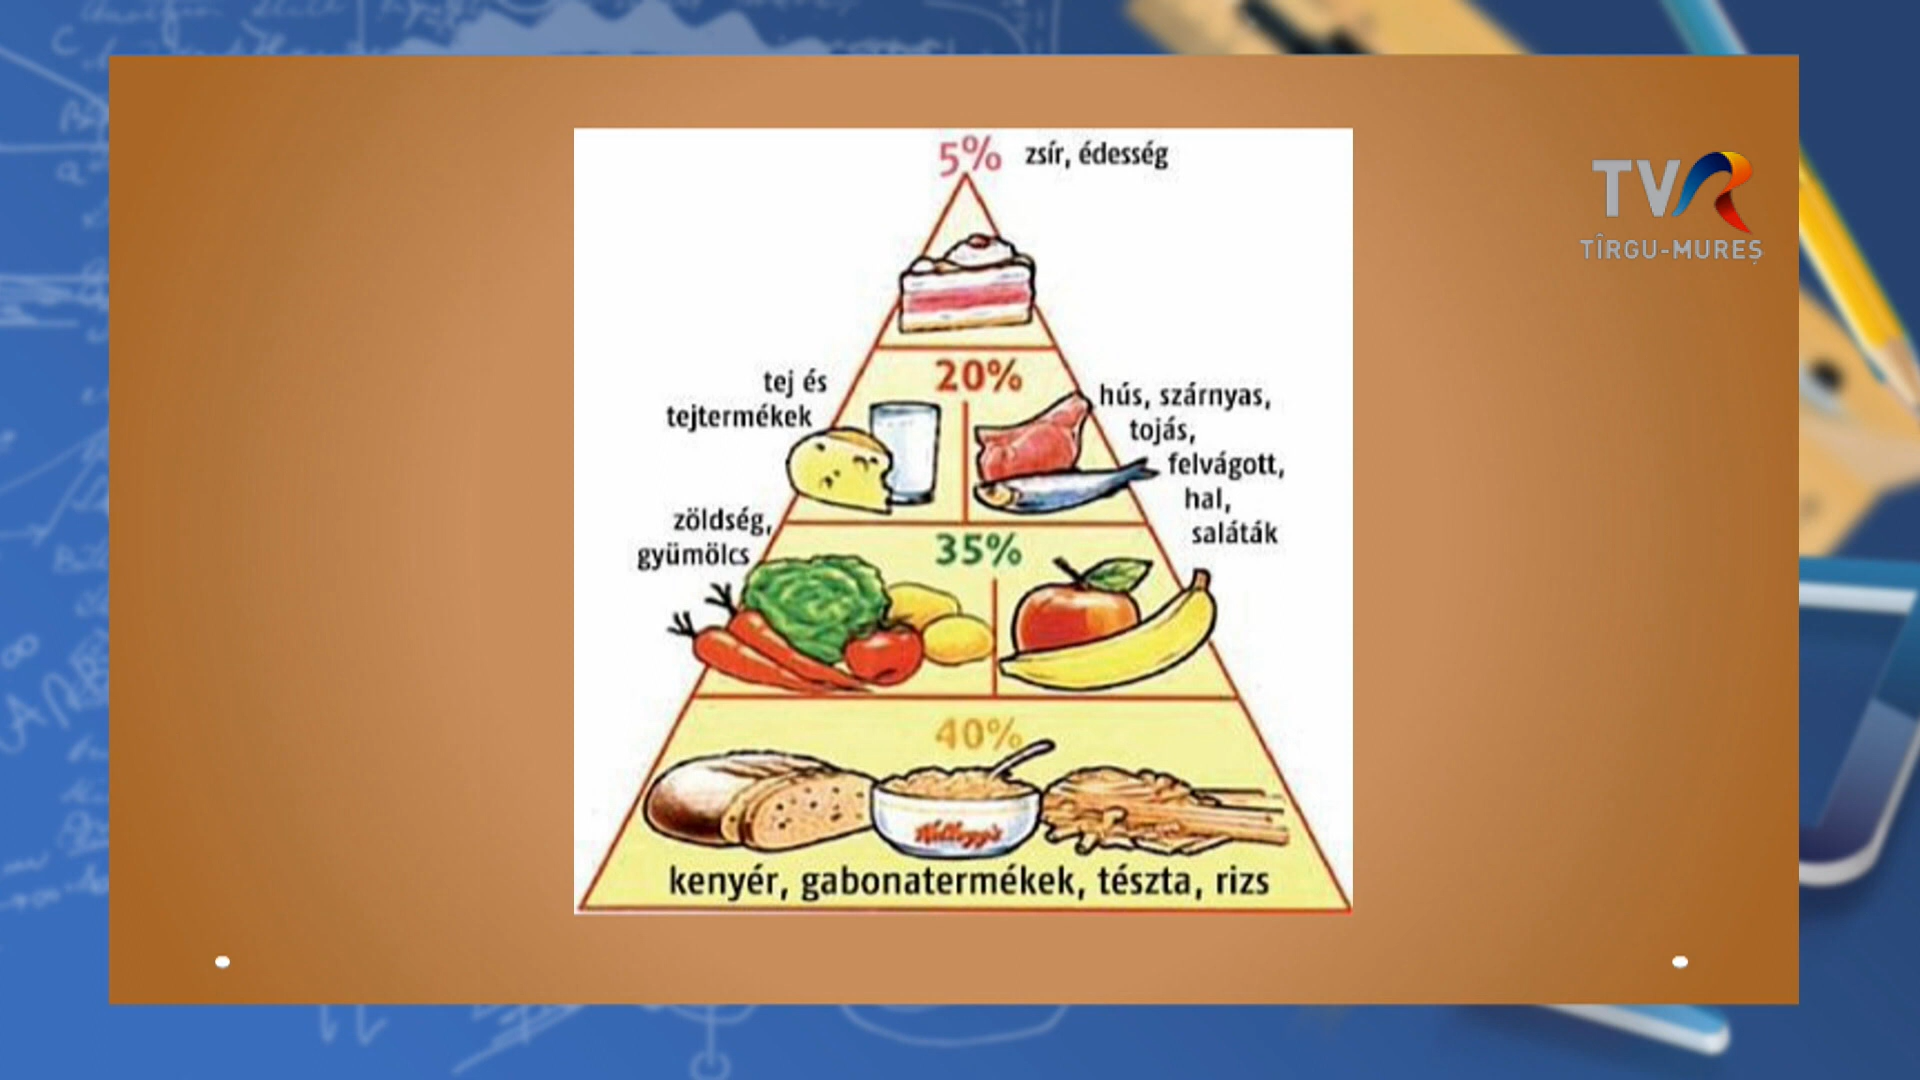 5% zsír, édesség
TVR
TÎRGU-MUREȘ
20%
tej és
tejtermékek
hús, szárnyas,
tojás,
felvágott,
hal,
saláták
zöldség,
gyümölcs
35%
40%
Kellogg's
kenyér, gabonatermékek, tészta, rizs